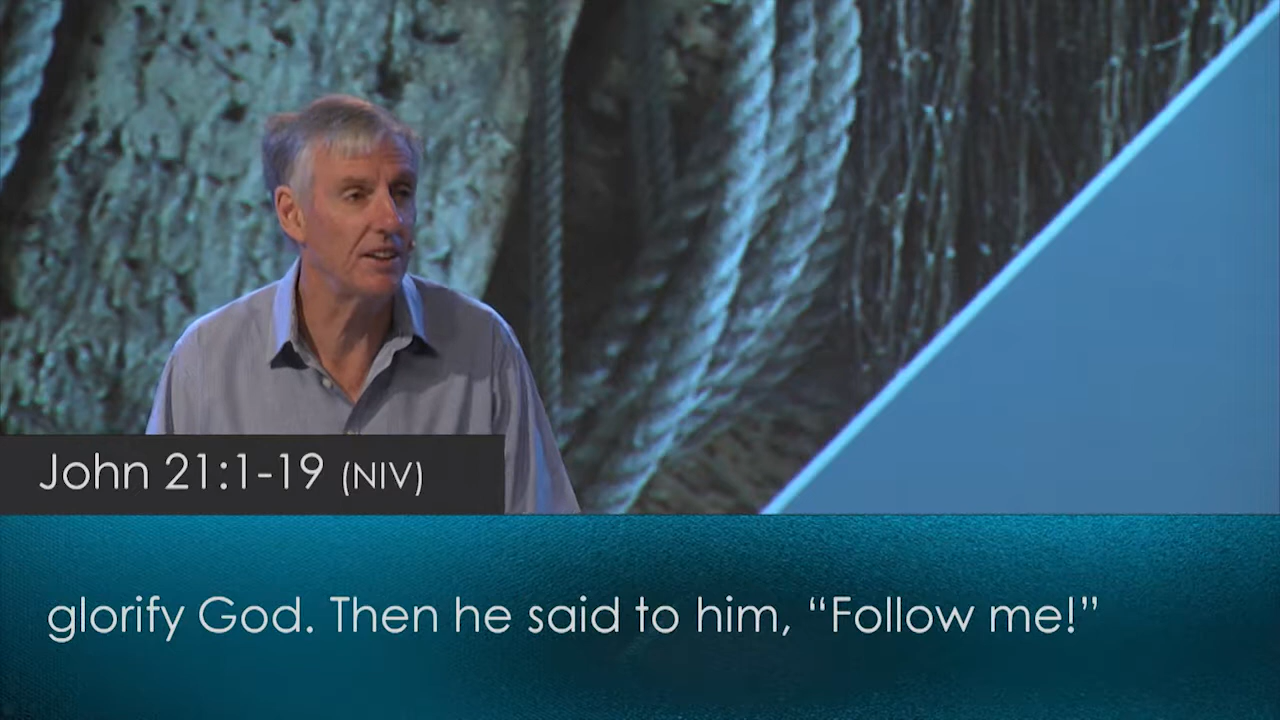 John 21:1-19 (NIV)
glorify God. Then he said to him, “Follow me!”